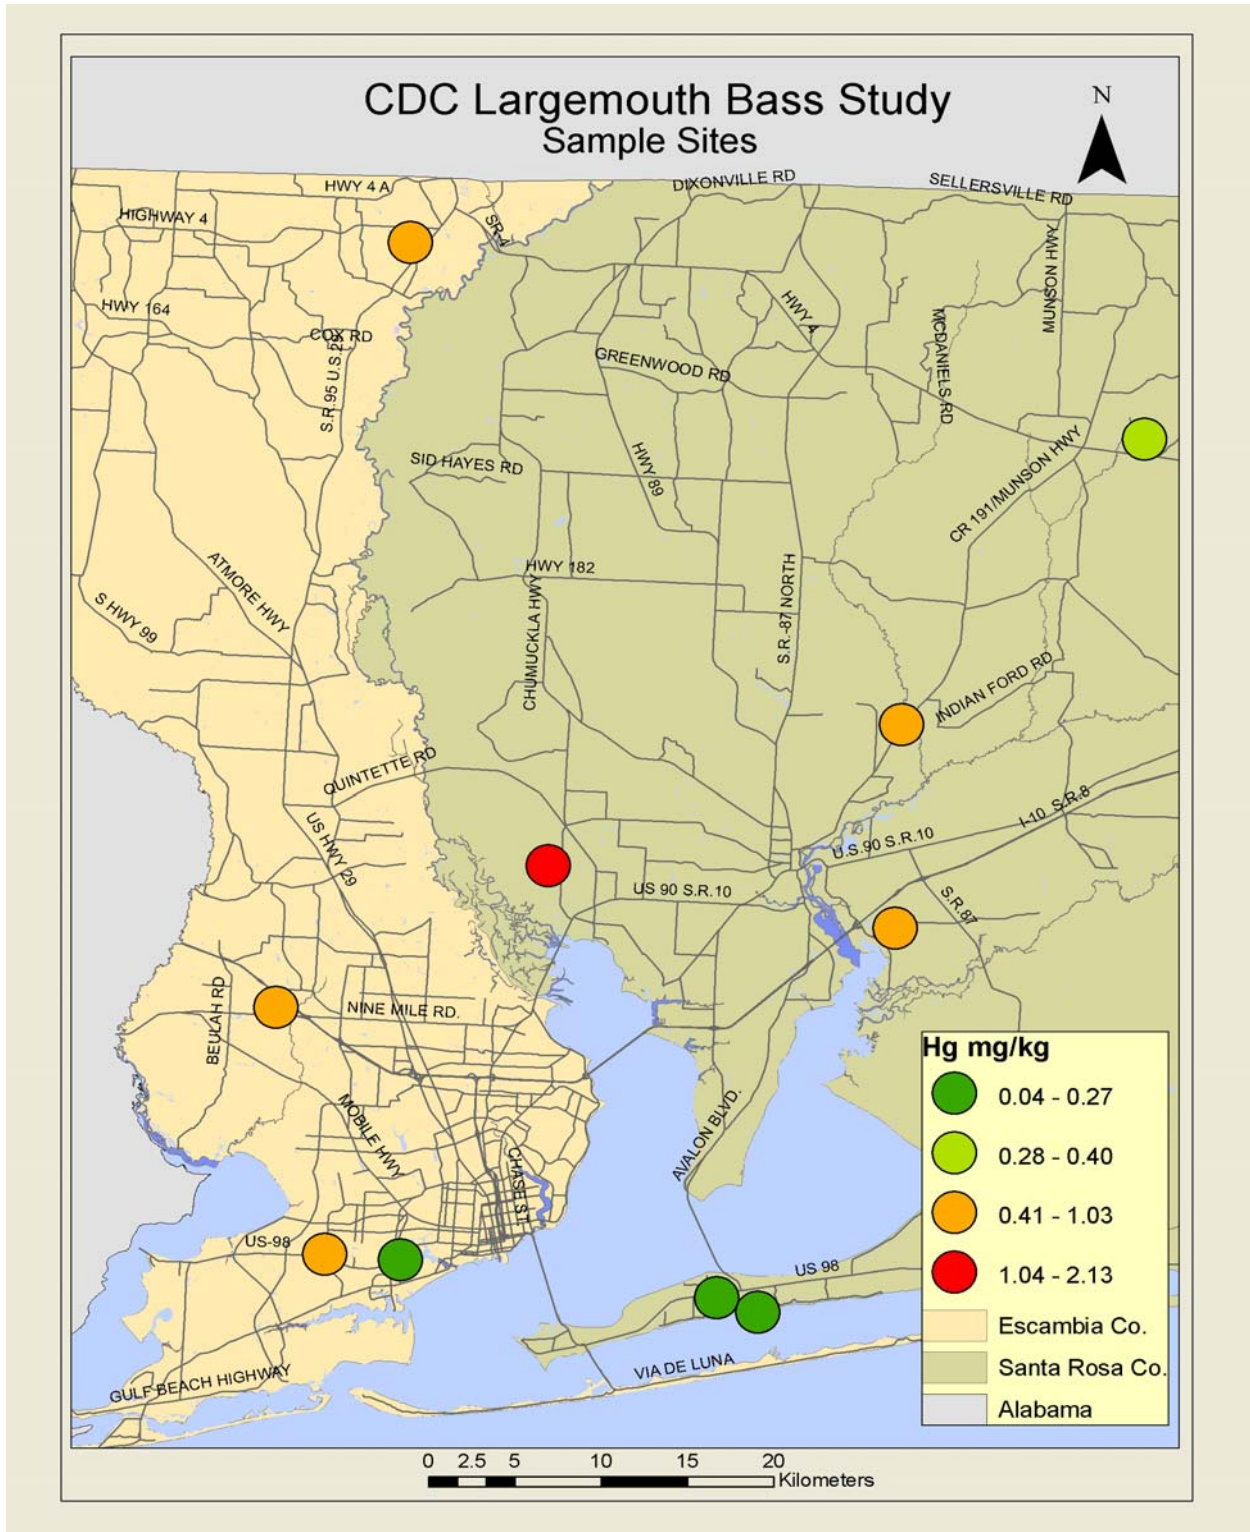 CDC Largemouth Bass Study
Sample Sites
N
HWY 4 A
DIXONVILLE RD
SELLERSVILLE RD
HIGHWAY 4
SR-4
MUNSON HWY
HWY 164
HWY 4
COX RD
S.R.95 U.S.29
MCDANIELS RD
GREENWOOD RD
SID HAYES RD
HWY 89
CR 191/MUNSON HWY
ATMORE HWY
HWY 182
S HWY 99
CHUMUCKLA HWY
S.R.-87 NORTH
INDIAN FORD RD
QUINTETTE RD
US HWY 29
I-10 S.R.8
U.S.90 S.R.10
US 90 S.R.10
S.R.87
BEULAH RD
NINE MILE RD.
MOBILE HWY
AVALON BLVD.
CHASE ST
US-98
US 98
VIA DE LUNA
GULF BEACH HIGHWAY
Hg mg/kg
0.04 - 0.27
0.28 - 0.40
0.41 - 1.03
1.04 - 2.13
Escambia Co.
Santa Rosa Co.
Alabama
0 2.5 5 10 15 20
Kilometers